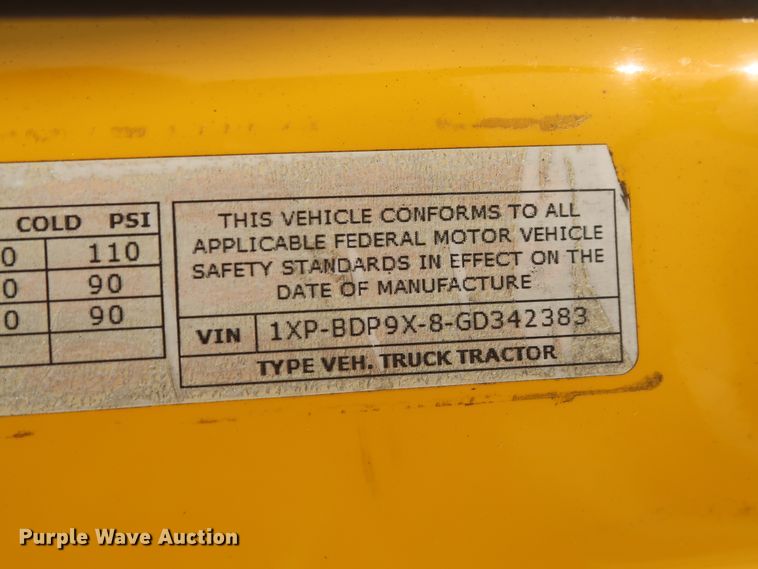 COLD PSI
0 110
0 90
0 90
THIS VEHICLE CONFORMS TO ALL
APPLICABLE FEDERAL MOTOR VEHICLE
SAFETY STANDARDS IN EFFECT ON THE
DATE OF MANUFACTURE
VIN 1XP-BDP9X-8-GD342383
TYPE VEH. TRUCK TRACTOR
Purple Wave Auction